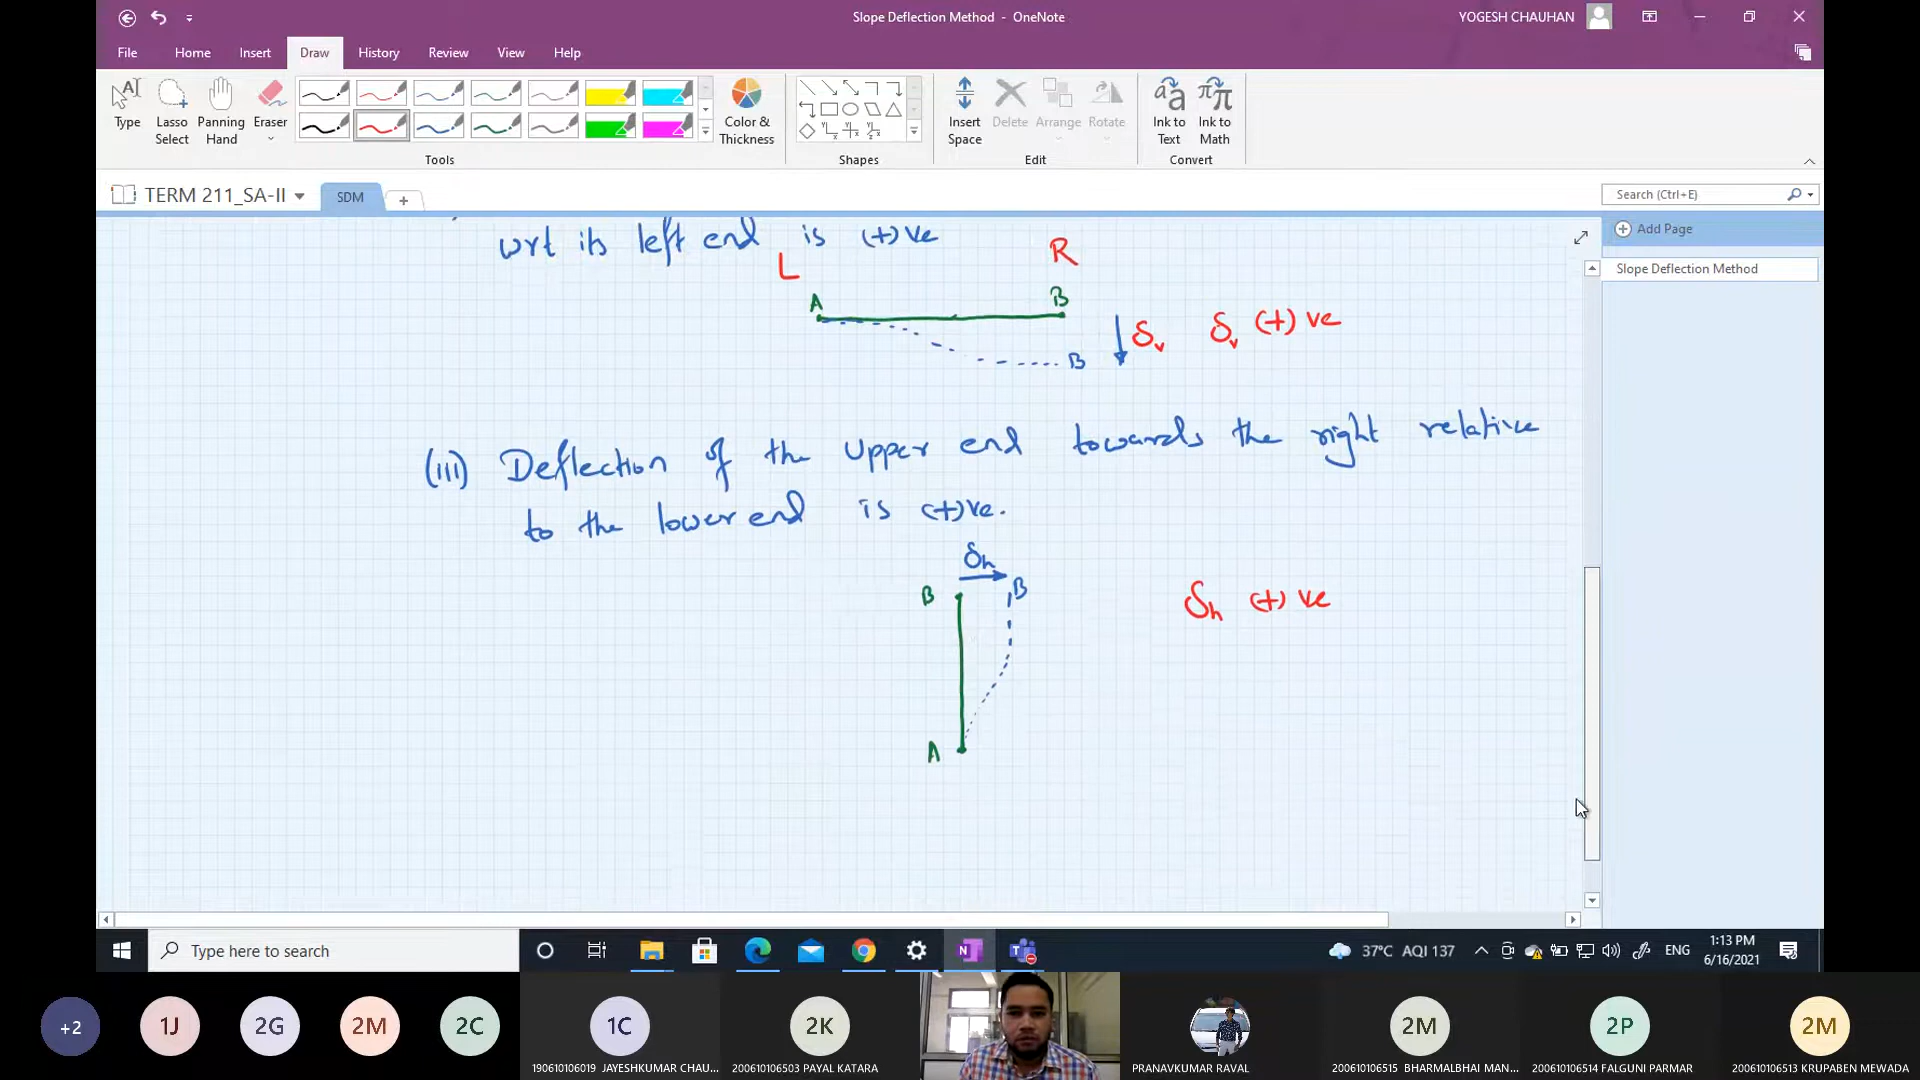 Slope Deflection Method - OneNote
YOGESH CHAUHAN
File Home Insert Draw History Review View Help
Type
Lasso Select
Panning Hand
Eraser
Color & Thickness
Insert Space
Delete
Arrange
Rotate
Ink to Text
Ink to Math
Tools
Shapes
Edit
Convert
TERM 211_SA-II
SDM
Search (Ctrl+E)
Add Page
Slope Deflection Method
wrt its left end is (+)ve
L R
A B
δv δv (+) ve
B
(iii) Deflection of the upper end towards the right relative
to the lower end is (+)ve.
δh
B B
δh (+) ve
A
Type here to search
37°C AQI 137
ENG
1:13 PM
6/16/2021
+2
1J
2G
2M
2C
1C
2K
2M
2P
2M
190610106019 JAYESHKUMAR CHAU...
200610106503 PAYAL KATARA
PRANAVKUMAR RAVAL
200610106515 BHARMALBHAI MAN...
200610106514 FALGUNI PARMAR
200610106513 KRUPABEN MEWADA